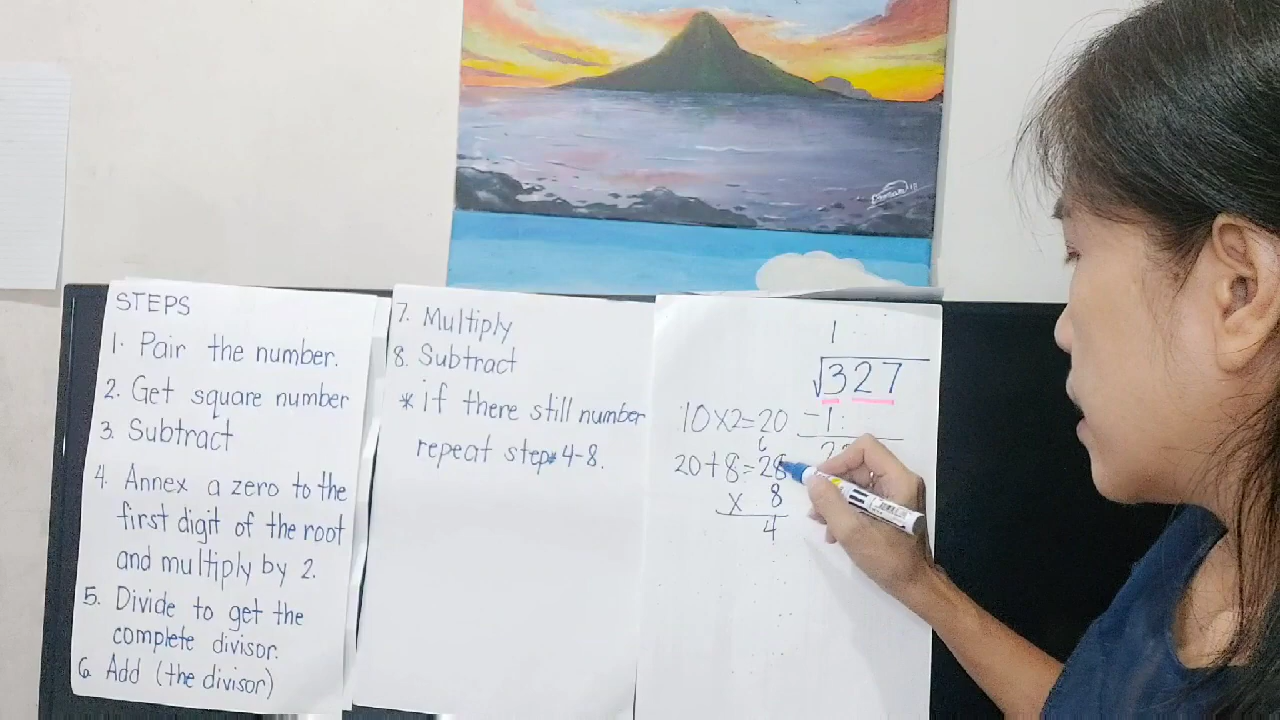 STEPS
1. Pair the number.
2. Get square number
3. Subtract
4. Annex a zero to the
first digit of the root
and multiply by 2.
5. Divide to get the
complete divisor.
6. Add (the divisor)
7. Multiply
8. Subtract
* if there still number
repeat step 4-8.
1
√327
10x2=20 -1
6
20+8=28
x 8
4